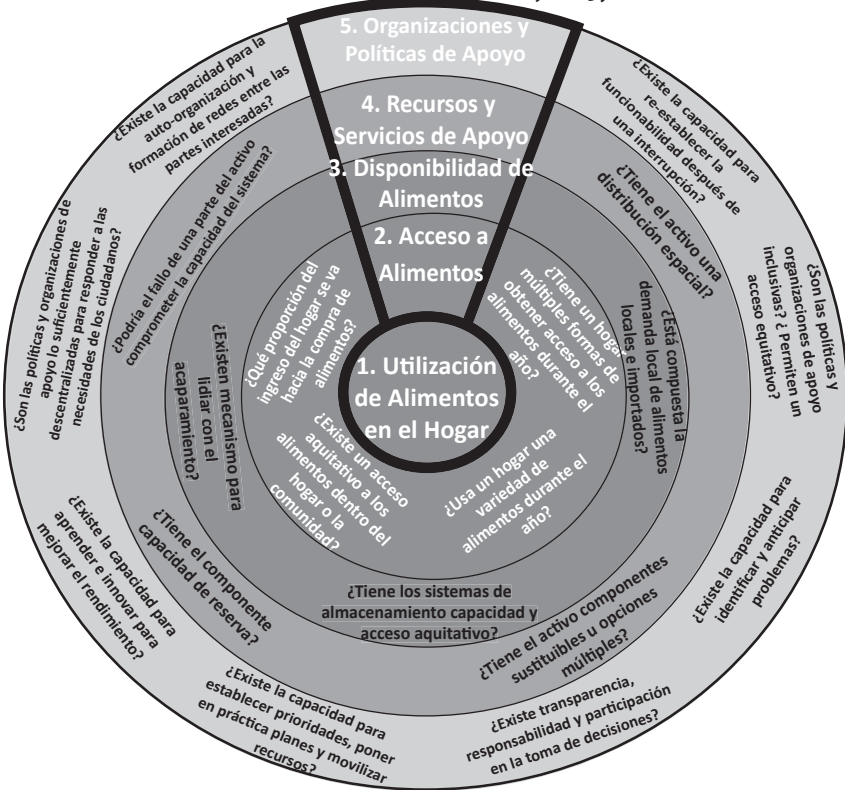 5. Organizaciones y
Políticas de Apoyo
4. Recursos y
Servicios de Apoyo
3. Disponibilidad de
Alimentos
2. Acceso a
Alimentos
1. Utilización
de Alimentos
en el Hogar
¿Existe la capacidad para
re-establecer la
funcionabilidad después de
una interrupción?
¿Son las políticas y
organizaciones de apoyo
inclusivas? ¿ Permiten un
acceso equitativo?
¿Existe la capacidad para
identificar y anticipar
problemas?
¿Existe transparencia,
responsabilidad y participación
en la toma de decisiones?
¿Existe la capacidad para
establecer prioridades, poner
en práctica planes y movilizar
recursos?
¿Existe la capacidad para
aprender e innovar para
mejorar el rendimiento?
¿Son las políticas y organizaciones de
apoyo lo suficientemente
descentralizadas para responder a las
necesidades de los ciudadanos?
¿Existe la capacidad para la
auto-organización y
formación de redes entre las
partes interesadas?
¿Tiene el activo una
distribución espacial?
¿Tiene el activo componentes
sustituibles u opciones
múltiples?
¿Tiene el componente
capacidad de reserva?
¿Podría el fallo de una parte del activo
comprometer la capacidad del sistema?
¿Está compuesta la
demanda local de alimentos
locales e importados?
¿Tiene los sistemas de
almacenamiento capacidad y
acceso aquitativo?
¿Existen mecanismo para
lidiar con el
acaparamiento?
¿Tiene un hogar
múltiples formas de
obtener acceso a los
alimentos durante el
año?
¿Usa un hogar una
variedad de
alimentos durante el
año?
¿Existe un acceso
aquitativo a los
alimentos dentro del
hogar o la
comunidad?
¿Qué proporción del
ingreso del hogar se va
hacia la compra de
alimentos?